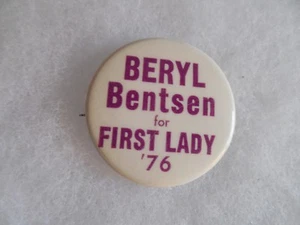 BERYL
Bentsen
for
FIRST LADY
'76